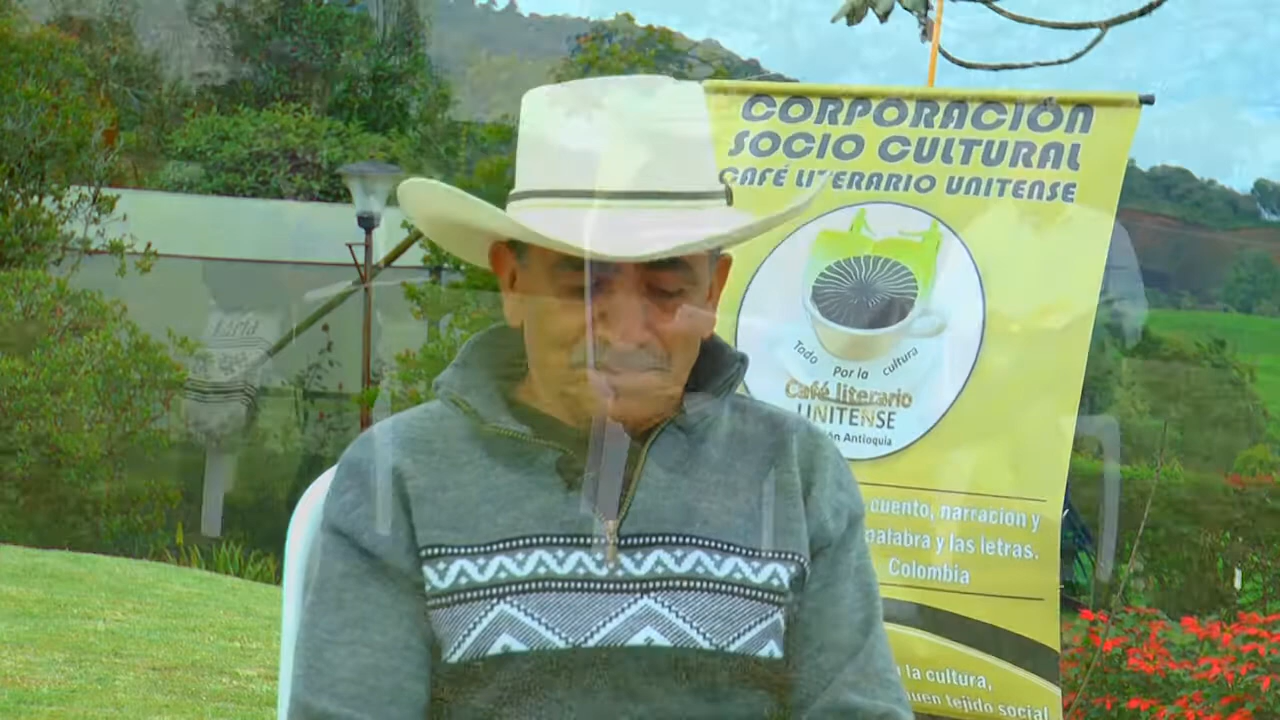 CORPORACIÓN
SOCIO CULTURAL
CAFÉ LITERARIO UNITENSE
Todo Por la cultura
Café literario
UNITENSE
Antioquia
cuento, narracion y
palabra y las letras.
Colombia
la cultura,
tejido social